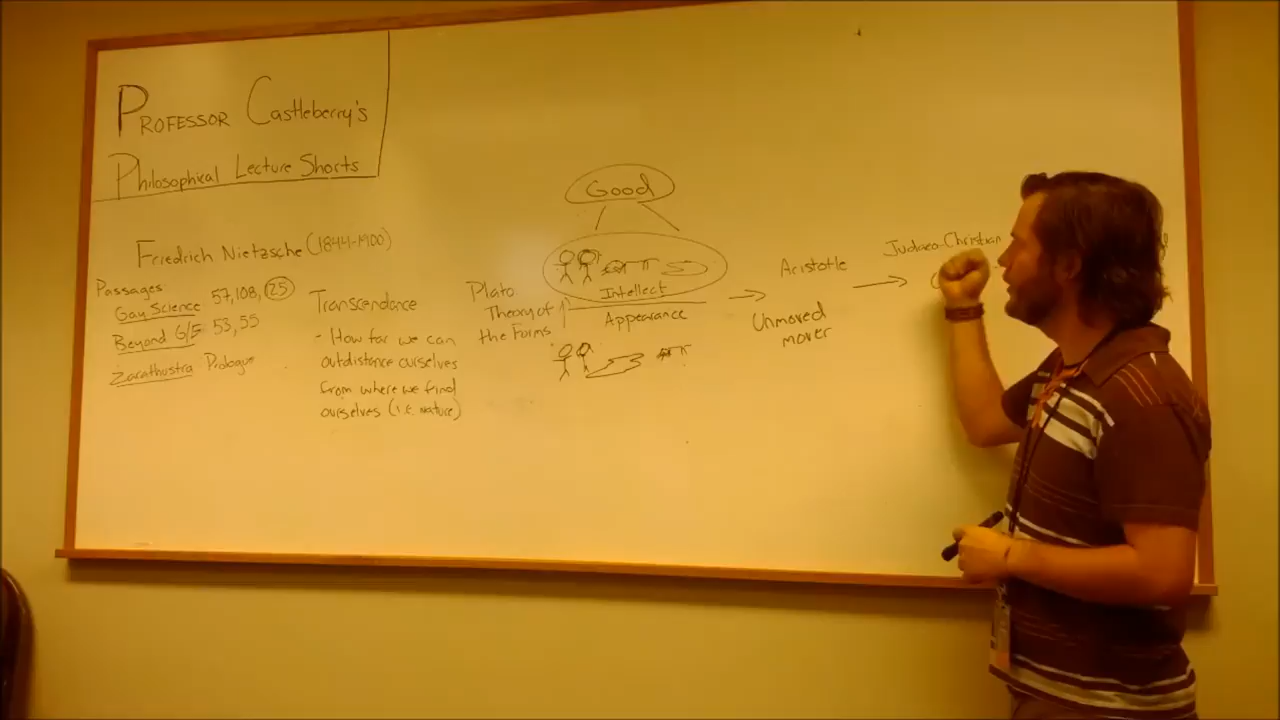 PROFESSOR CASTLEBERRY'S
PHILOSOPHICAL LECTURE SHORTS
Friedrich Nietzsche (1844-1900)
Passages
Gay Science 57, 108, 125
Beyond G/E 53, 55
Zarathustra Prologue
Transcendance
- How far we can
outdistance ourselves
from where we find
ourselves (i.e. nature)
Plato
Theory of
the Forms
Good
Intellect
Appearance
Aristotle
Unmoved
mover
Judaeo-Christian